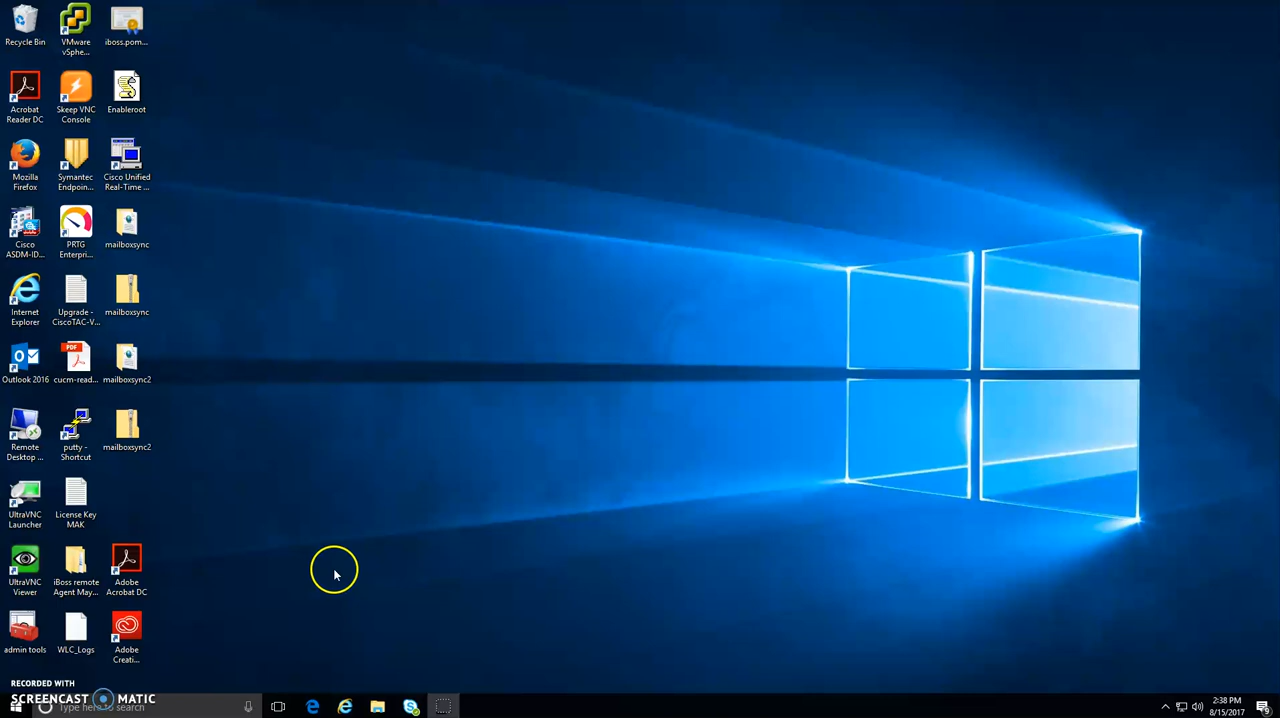 Recycle Bin
VMware
vSphe...
iboss.pom...
Acrobat
Reader DC
Skeep VNC
Console
Enableroot
Mozilla
Firefox
Symantec
Endpoin...
Cisco Unified
Real-Time ...
Cisco
ASDM-ID...
PRTG
Enterpri...
mailboxsync
Internet
Explorer
Upgrade -
CiscoTAC-V...
mailboxsync
Outlook 2016
PDF
cucm-read...
mailboxsync2
Remote
Desktop ...
putty -
Shortcut
mailboxsync2
UltraVNC
Launcher
License Key
MAK
UltraVNC
Viewer
iBoss remote
Agent May...
Adobe
Acrobat DC
admin tools
WLC_Logs
Adobe
Creati...
RECORDED WITH
SCREENCAST MATIC
Type here to search
2:38 PM
8/15/2017